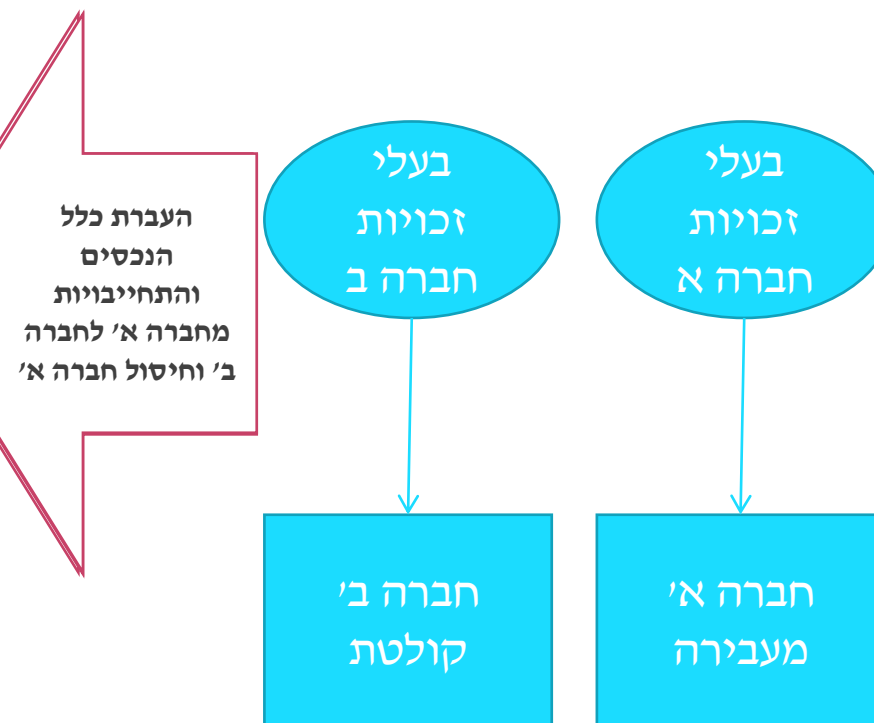 בעלי
זכויות
חברה א
בעלי
זכויות
חברה ב
העברת כלל
הנכסים
והתחייבויות
מחברה א' לחברה
ב' וחיסול חברה א'
חברה א'
מעבירה
חברה ב'
קולטת